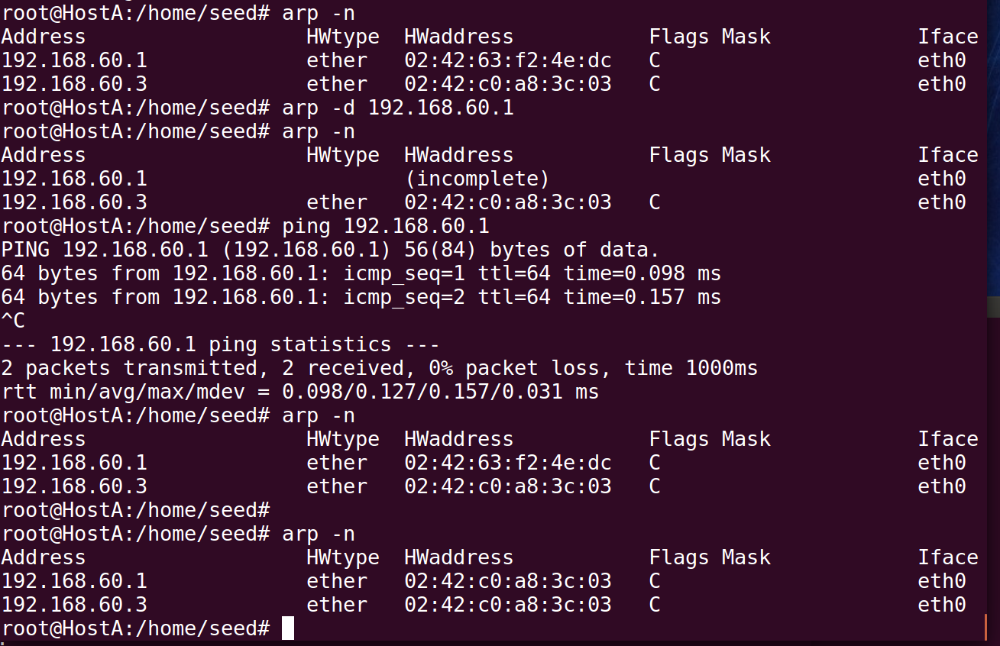 root@HostA:/home/seed# arp -n
Address                  HWtype  HWaddress           Flags Mask            Iface
192.168.60.1             ether   02:42:63:f2:4e:dc   C                     eth0
192.168.60.3             ether   02:42:c0:a8:3c:03   C                     eth0
root@HostA:/home/seed# arp -d 192.168.60.1
root@HostA:/home/seed# arp -n
Address                  HWtype  HWaddress           Flags Mask            Iface
192.168.60.1                     (incomplete)                              eth0
192.168.60.3             ether   02:42:c0:a8:3c:03   C                     eth0
root@HostA:/home/seed# ping 192.168.60.1
PING 192.168.60.1 (192.168.60.1) 56(84) bytes of data.
64 bytes from 192.168.60.1: icmp_seq=1 ttl=64 time=0.098 ms
64 bytes from 192.168.60.1: icmp_seq=2 ttl=64 time=0.157 ms
^C
--- 192.168.60.1 ping statistics ---
2 packets transmitted, 2 received, 0% packet loss, time 1000ms
rtt min/avg/max/mdev = 0.098/0.127/0.157/0.031 ms
root@HostA:/home/seed# arp -n
Address                  HWtype  HWaddress           Flags Mask            Iface
192.168.60.1             ether   02:42:63:f2:4e:dc   C                     eth0
192.168.60.3             ether   02:42:c0:a8:3c:03   C                     eth0
root@HostA:/home/seed#
root@HostA:/home/seed# arp -n
Address                  HWtype  HWaddress           Flags Mask            Iface
192.168.60.1             ether   02:42:c0:a8:3c:03   C                     eth0
192.168.60.3             ether   02:42:c0:a8:3c:03   C                     eth0
root@HostA:/home/seed#